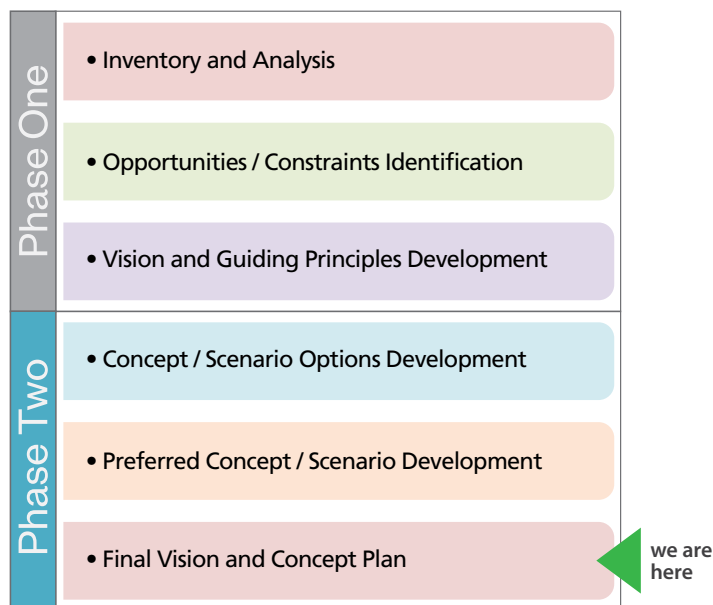 Phase One
• Inventory and Analysis
• Opportunities / Constraints Identification
• Vision and Guiding Principles Development
Phase Two
• Concept / Scenario Options Development
• Preferred Concept / Scenario Development
• Final Vision and Concept Plan
we are
here